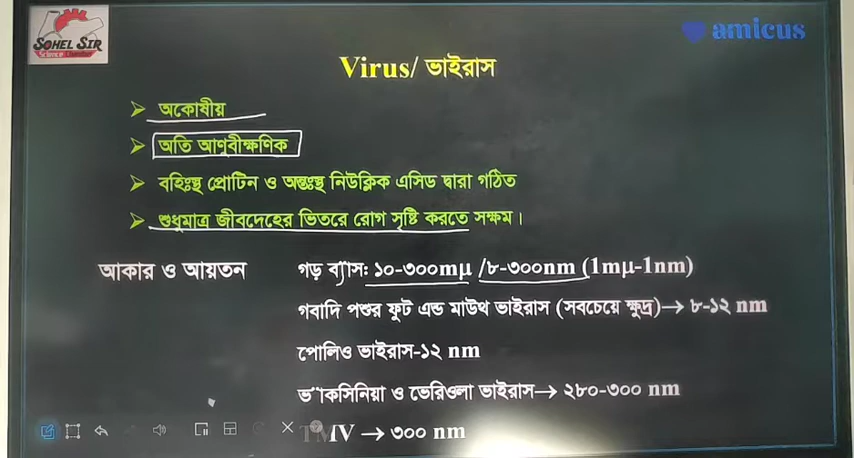 SOHEL SIR
amicus
Virus/ ভাইরাস
➢ অকোষীয়
➢ অতি আণুবীক্ষণিক
➢ বহিঃস্থ প্রোটিন ও অন্তঃস্থ নিউক্লিক এসিড দ্বারা গঠিত
➢ শুধুমাত্র জীবদেহের ভিতরে রোগ সৃষ্টি করতে সক্ষম।
আকার ও আয়তন গড় ব্যাস: ১০-৩০০mμ /৮-৩০০nm (1mμ-1nm)
গবাদি পশুর ফুট এন্ড মাউথ ভাইরাস (সবচেয়ে ক্ষুদ্র)→ ৮-১২ nm
পোলিও ভাইরাস-১২ nm
ভ্যাকসিনিয়া ও ভেরিওলা ভাইরাস→ ২৮০-৩০০ nm
TMV → ৩০০ nm